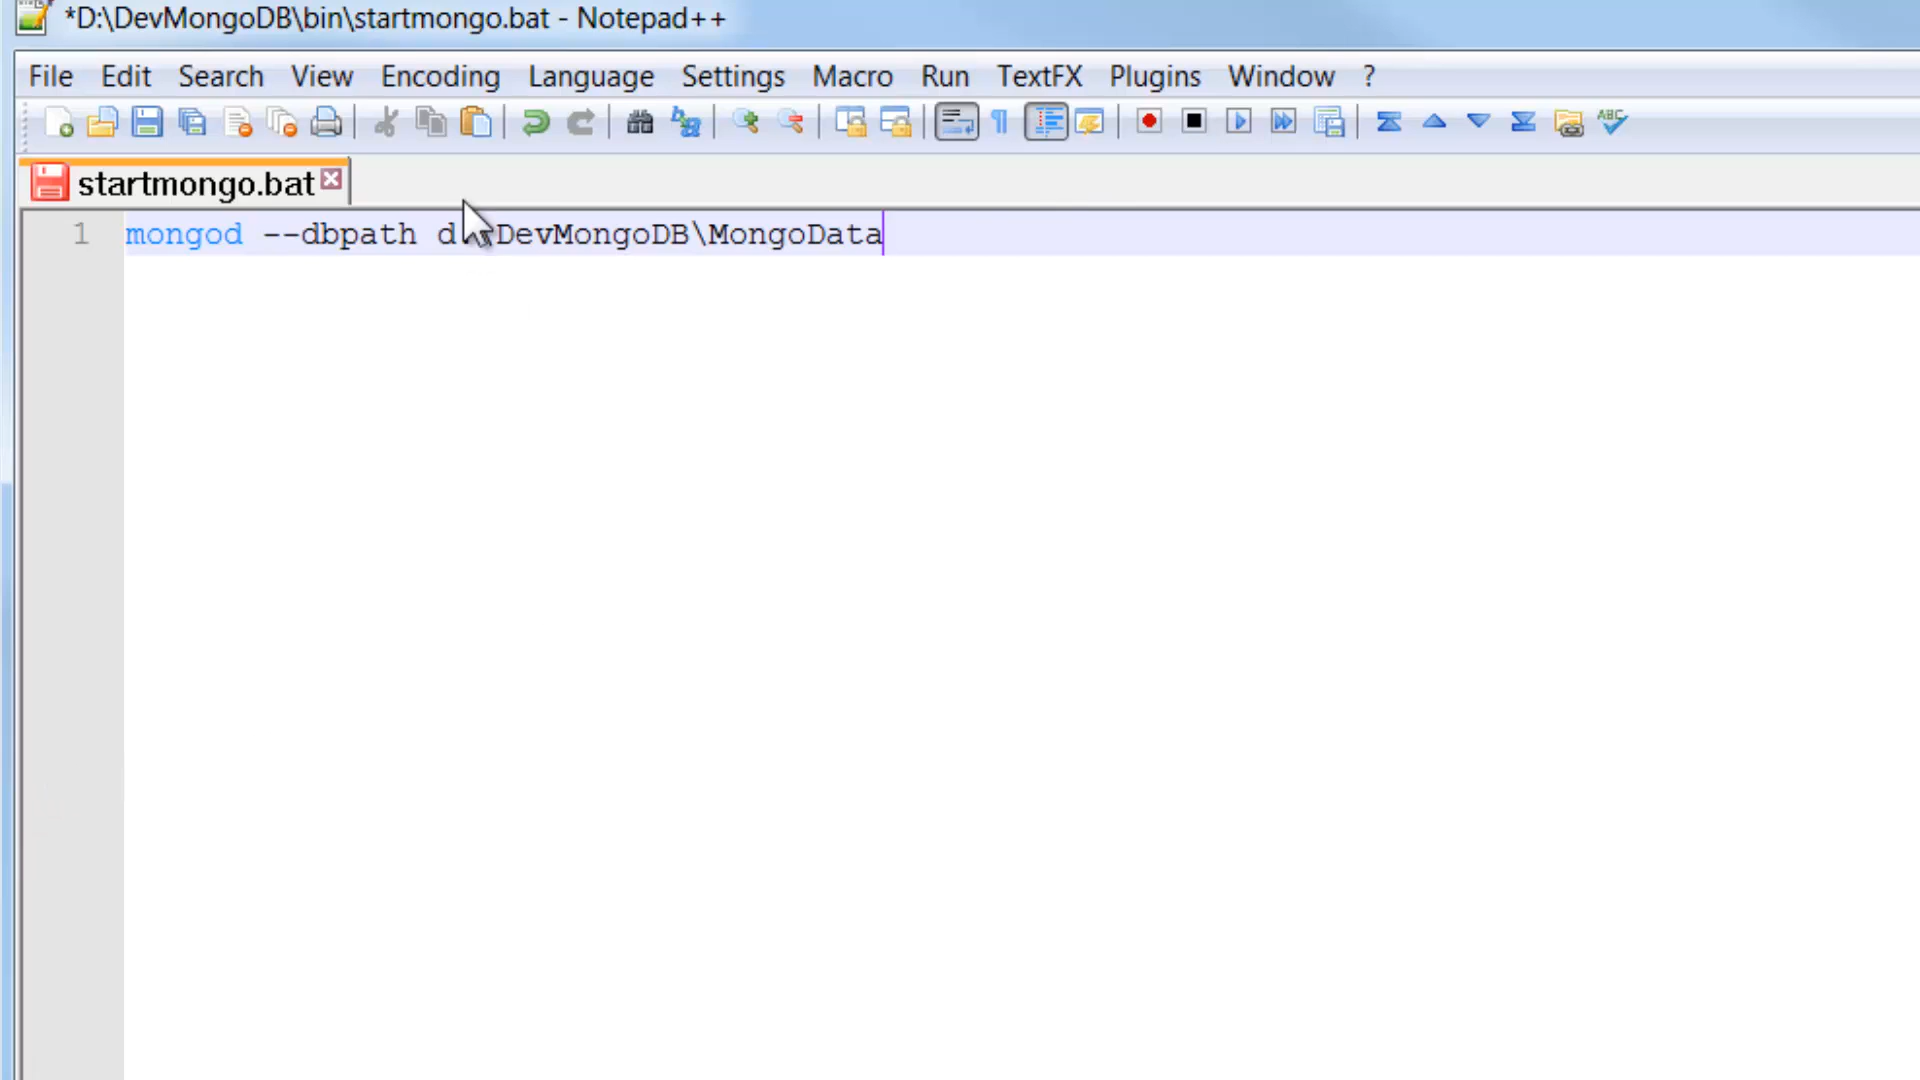 *D:\DevMongoDB\bin\startmongo.bat - Notepad++
File Edit Search View Encoding Language Settings Macro Run TextFX Plugins Window ?
ABC
startmongo.bat
1 mongod --dbpath DevMongoDB\MongoData